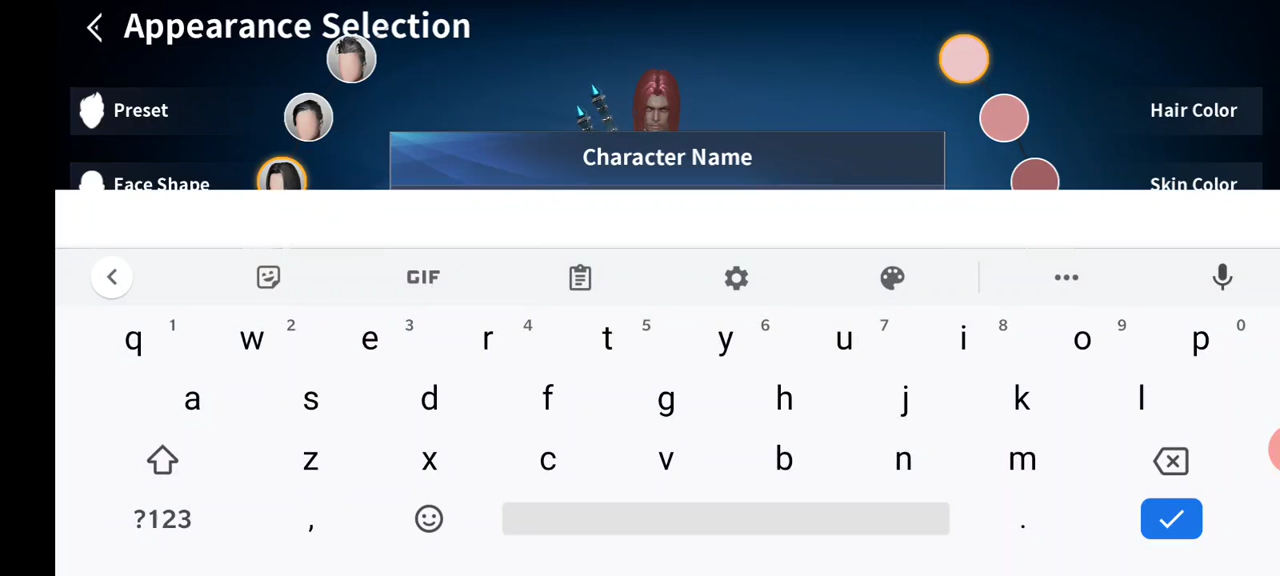 Appearance Selection
Preset
Hair Color
Character Name
Face Shape
Skin Color
GIF
q 1 w 2 e 3 r 4 t 5 y 6 u 7 i 8 o 9 p 0
a s d f g h j k l
z x c v b n m
?123 , .